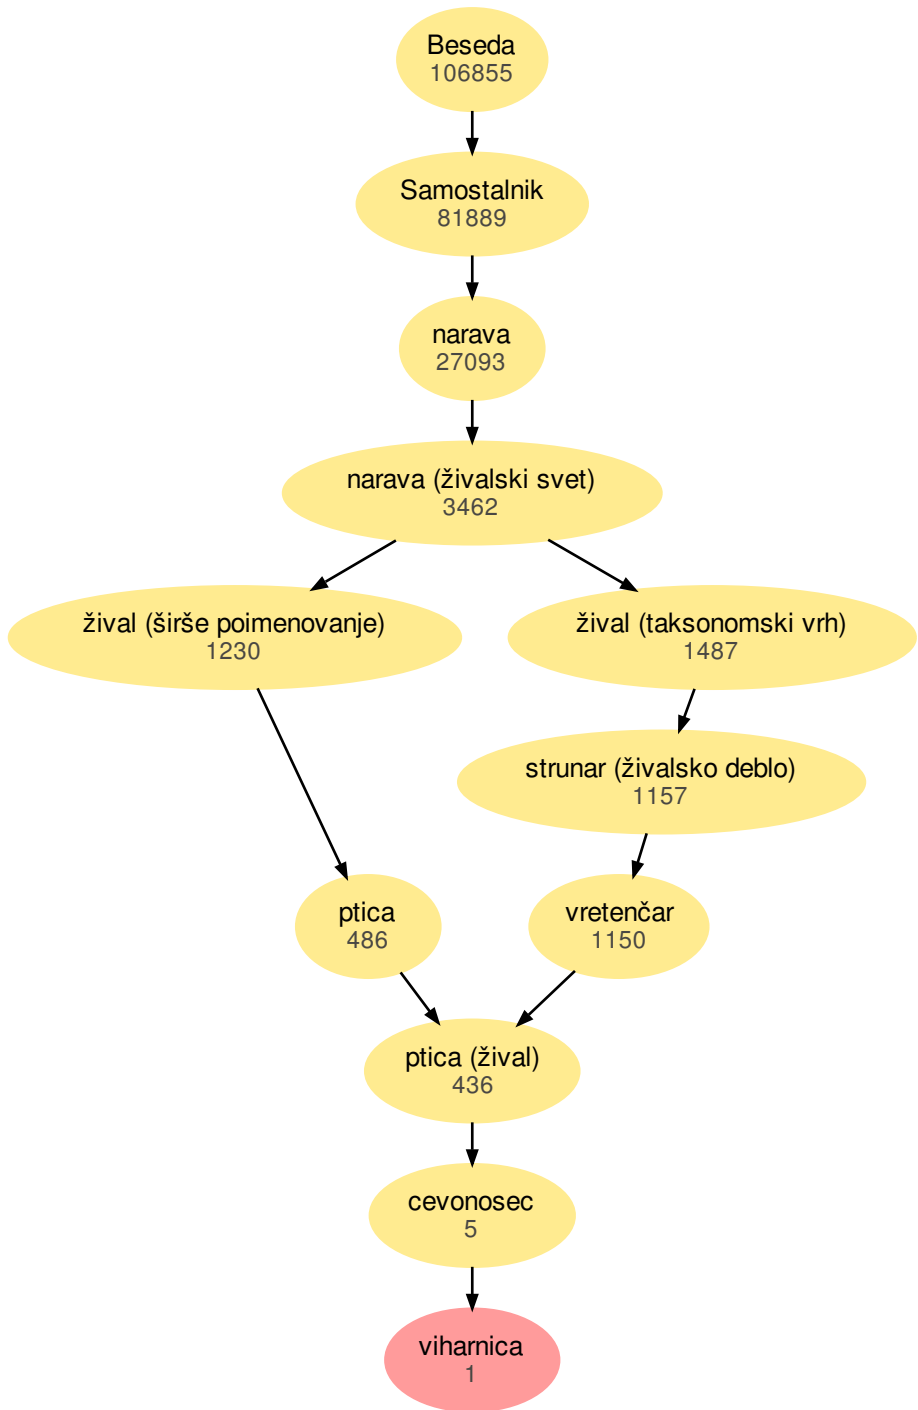 Beseda
106855
Samostalnik
81889
narava
27093
narava (živalski svet)
3462
žival (širše poimenovanje)
1230
žival (taksonomski vrh)
1487
strunar (živalsko deblo)
1157
ptica
486
vretenčar
1150
ptica (žival)
436
cevonosec
5
viharnica
1